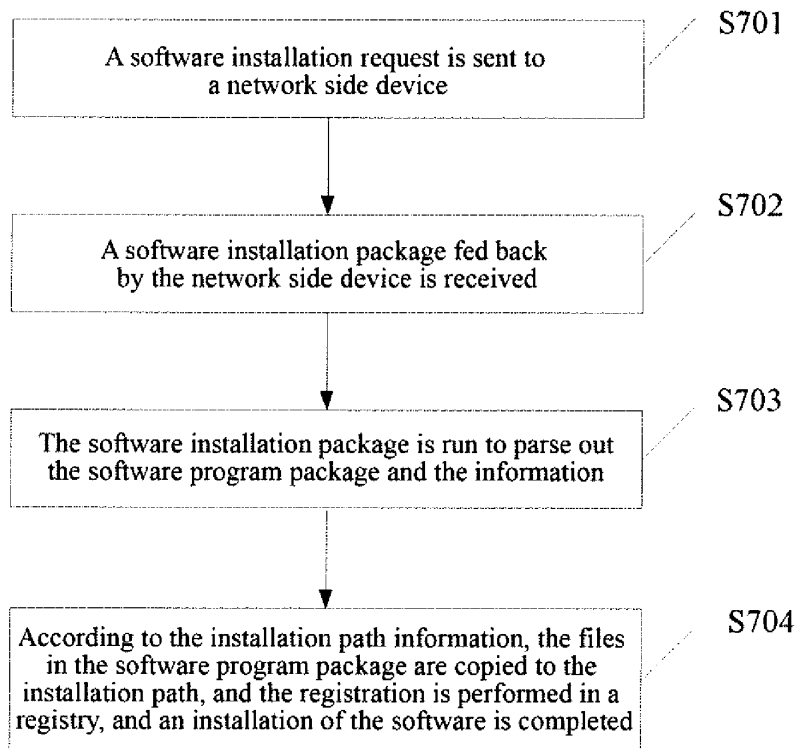 S701
A software installation request is sent to
a network side device
S702
A software installation package fed back
by the network side device is received
S703
The software installation package is run to parse out
the software program package and the information
S704
According to the installation path information, the files
in the software program package are copied to the
installation path, and the registration is performed in a
registry, and an installation of the software is completed